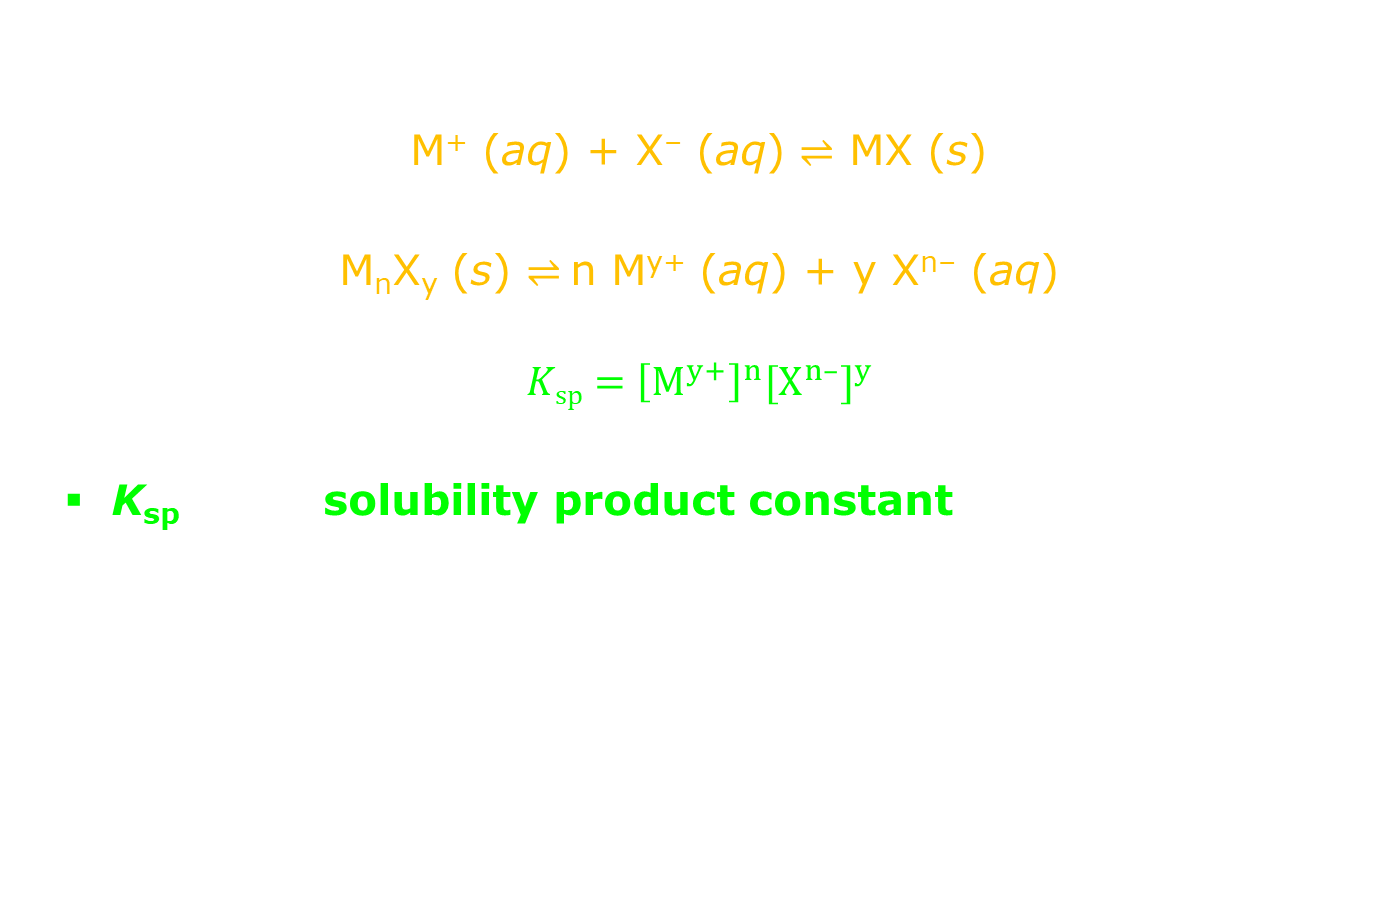 M⁺ (aq) + X⁻ (aq) ⇌ MX (s)
MₙXᵧ (s) ⇌ n Mʸ⁺ (aq) + y Xⁿ⁻ (aq)
Kₛₚ = [Mʸ⁺]ⁿ[Xⁿ⁻]ʸ
▪ Kₛₚ solubility product constant